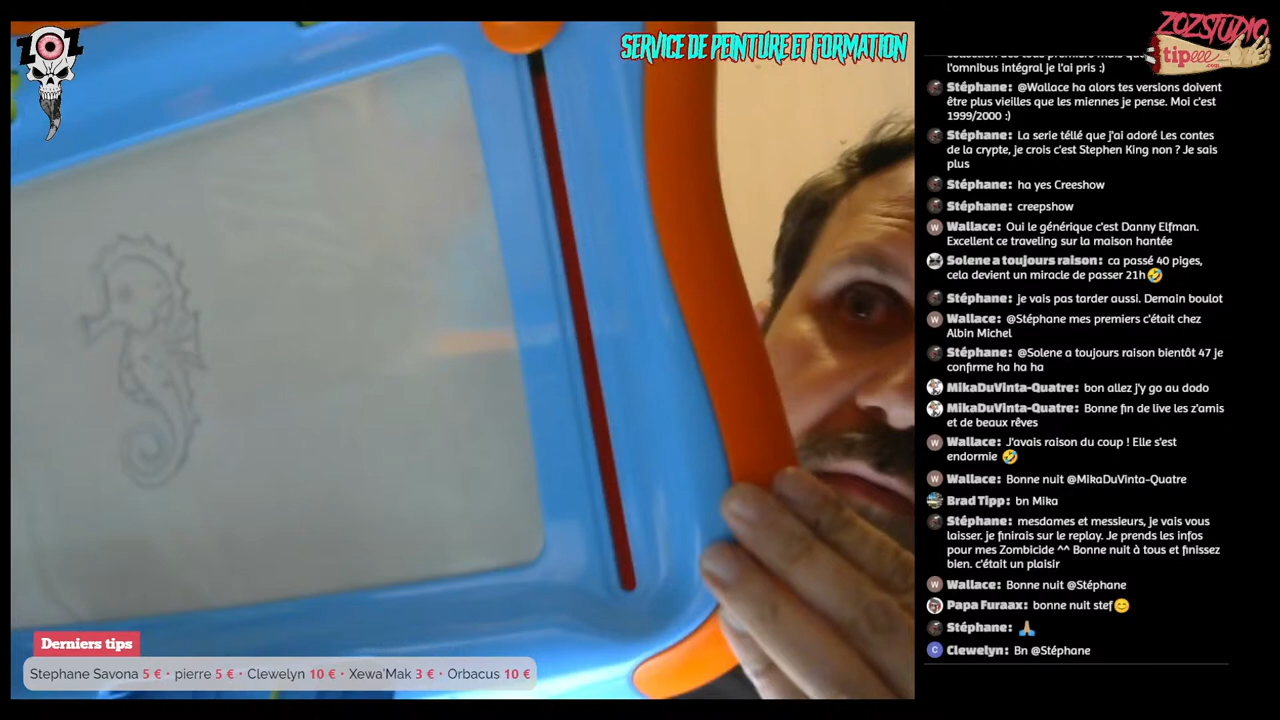 ZOZ
SERVICE DE PEINTURE ET FORMATION
ZOZSTUDIO
tipeee
.com
l'omnibus intégral je l'ai pris :)
Stéphane: @Wallace ha alors tes versions doivent
être plus vieilles que les miennes je pense. Moi c'est
1999/2000 :)
Stéphane: La serie téllé que j'ai adoré Les contes
de la crypte, je crois c'est Stephen King non ? Je sais
plus
Stéphane: ha yes Creeshow
Stéphane: creepshow
Wallace: Oui le générique c'est Danny Elfman.
Excellent ce traveling sur la maison hantée
Solene a toujours raison: ca passé 40 piges,
cela devient un miracle de passer 21h🤣
Stéphane: je vais pas tarder aussi. Demain boulot
Wallace: @Stéphane mes premiers c'était chez
Albin Michel
Stéphane: @Solene a toujours raison bientôt 47 je
confirme ha ha ha
MikaDuVinta-Quatre: bon allez j'y go au dodo
MikaDuVinta-Quatre: Bonne fin de live les z'amis
et de beaux rêves
Wallace: J'avais raison du coup ! Elle s'est
endormie 🤣
Wallace: Bonne nuit @MikaDuVinta-Quatre
Brad Tipp: bn Mika
Stéphane: mesdames et messieurs, je vais vous
laisser. je finirais sur le replay. Je prends les infos
pour mes Zombicide ^^ Bonne nuit à tous et finissez
bien. c'était un plaisir
Wallace: Bonne nuit @Stéphane
Papa Furaax: bonne nuit stef😊
Stéphane: 🙏🏼
Clewelyn: Bn @Stéphane
Derniers tips
Stephane Savona 5 € • pierre 5 € • Clewelyn 10 € • Xewa'Mak 3 € • Orbacus 10 €